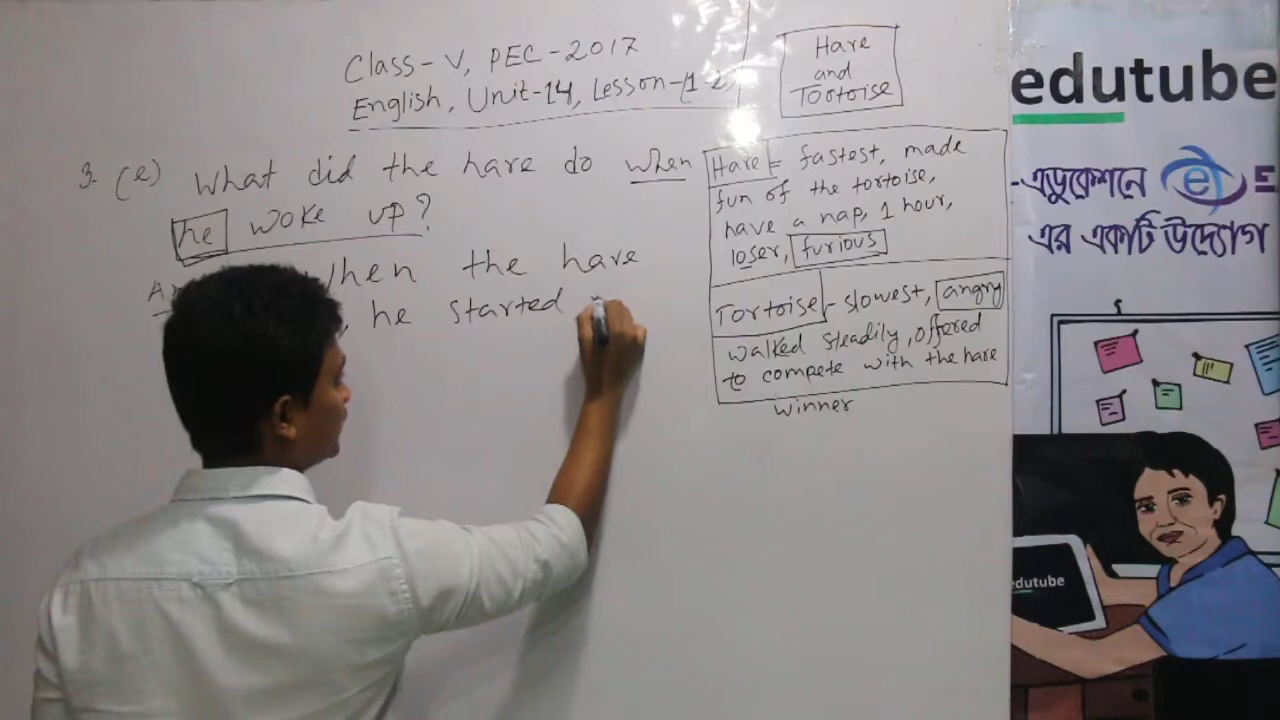 Class-V, PEC-2017
English, Unit-14, Lesson-(1-2)
Hare
and
Tortoise
3. (e) What did the hare do when
he woke up?
When the hare
, he started
Hare = fastest, made
fun of the tortoise,
have a nap, 1 hour,
loser, furious
Tortoise - slowest, angry
walked steadily, offered
to compete with the hare
winner
edutube
এডুকেশনে e E
এর একটি উদ্যোগ
edutube